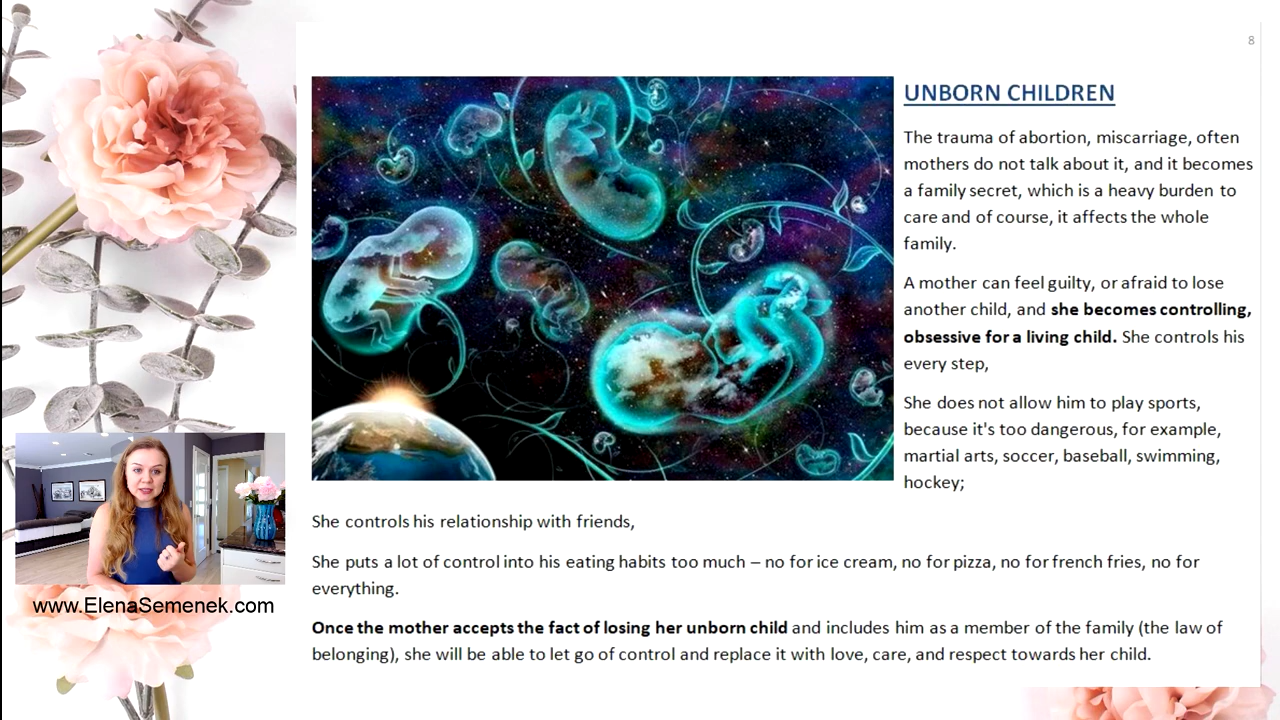 8
UNBORN CHILDREN
The trauma of abortion, miscarriage, often
mothers do not talk about it, and it becomes
a family secret, which is a heavy burden to
care and of course, it affects the whole
family.
A mother can feel guilty, or afraid to lose
another child, and she becomes controlling,
obsessive for a living child. She controls his
every step,
She does not allow him to play sports,
because it's too dangerous, for example,
martial arts, soccer, baseball, swimming,
hockey;
She controls his relationship with friends,
She puts a lot of control into his eating habits too much – no for ice cream, no for pizza, no for french fries, no for
everything.
Once the mother accepts the fact of losing her unborn child and includes him as a member of the family (the law of
belonging), she will be able to let go of control and replace it with love, care, and respect towards her child.
www.ElenaSemenek.com